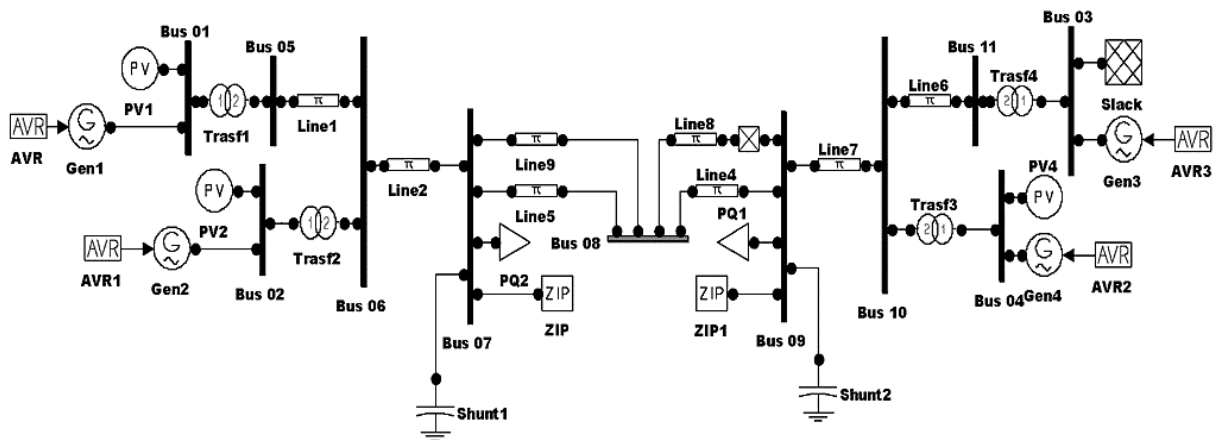 Bus 01
Bus 05
PV
PV1
1 2
Trasf1
π
Line1
AVR
AVR
G
Gen1
PV
PV2
1 2
Trasf2
AVR
AVR1
G
Gen2
Bus 02
Bus 06
π
Line2
π
Line9
π
Line5
PQ2
ZIP
ZIP
Bus 07
Shunt1
Bus 08
Line8
π
Line4
π
PQ1
ZIP
ZIP1
Bus 09
Shunt2
Line7
π
Bus 10
Line6
π
Bus 11
Trasf4
2 1
Bus 03
Slack
G
Gen3
AVR
AVR3
Trasf3
2 1
PV4
PV
G
Gen4
AVR
AVR2
Bus 04